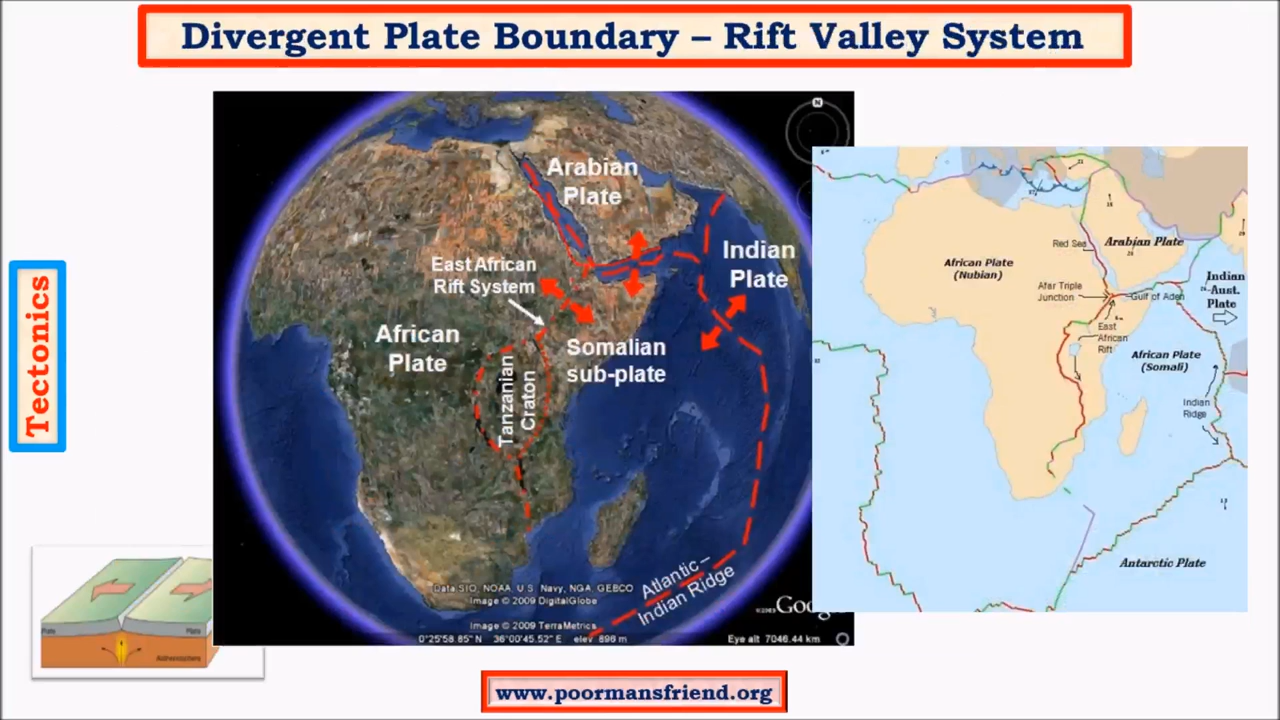 Divergent Plate Boundary – Rift Valley System
Tectonics
N
Arabian
Plate
Indian
Plate
East African
Rift System
African
Plate
Somalian
sub-plate
Tanzanian
Craton
Atlantic –
Indian Ridge
Data SIO, NOAA, U.S. Navy, NGA, GEBCO
Image © 2009 DigitalGlobe
Image © 2009 TerraMetrics
0°25'58.85" N 36°00'45.52" E elev 896 m
Eye alt 7046.44 km
Red Sea
Arabian Plate
African Plate
(Nubian)
Afar Triple
Junction
Gulf of Aden
Indian
-Aust.
Plate
East
African
Rift
African Plate
(Somali)
Indian
Ridge
Antarctic Plate
Plate
Plate
Asthenosphere
www.poormansfriend.org